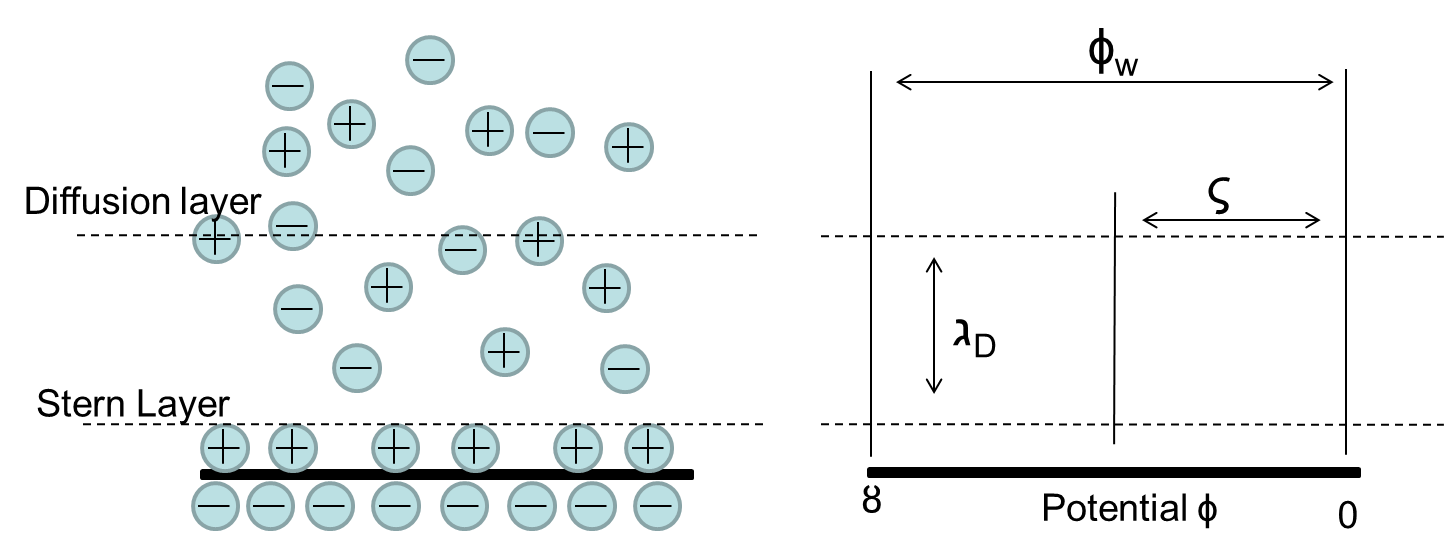 Diffusion layer
Stern Layer
ϕw
ς
λD
8
Potential ϕ
0